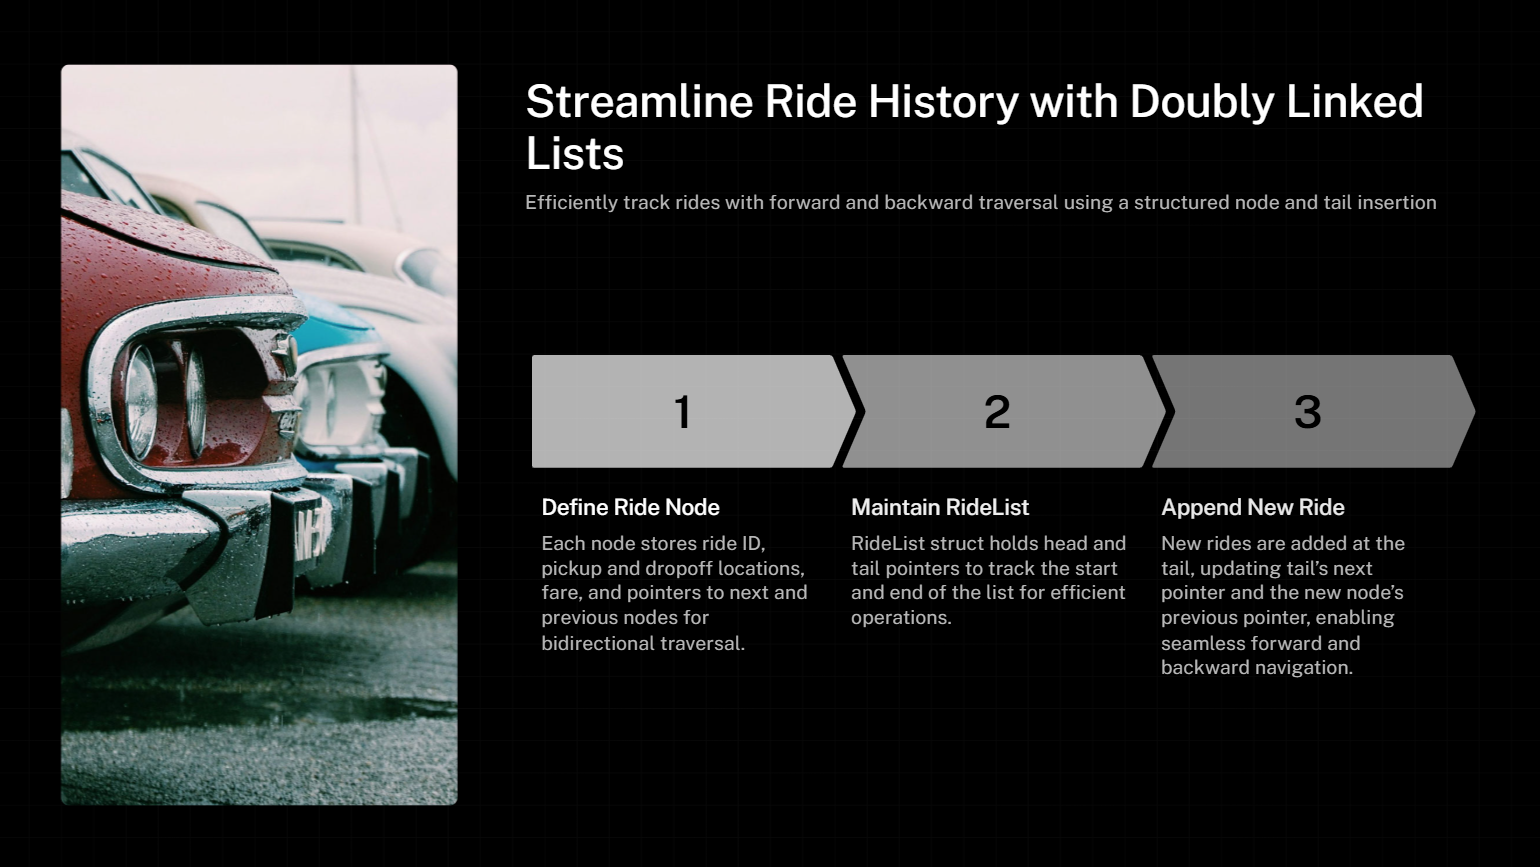 Streamline Ride History with Doubly Linked
Lists
Efficiently track rides with forward and backward traversal using a structured node and tail insertion
1
2
3
Define Ride Node
Each node stores ride ID,
pickup and dropoff locations,
fare, and pointers to next and
previous nodes for
bidirectional traversal.
Maintain RideList
RideList struct holds head and
tail pointers to track the start
and end of the list for efficient
operations.
Append New Ride
New rides are added at the
tail, updating tail’s next
pointer and the new node’s
previous pointer, enabling
seamless forward and
backward navigation.